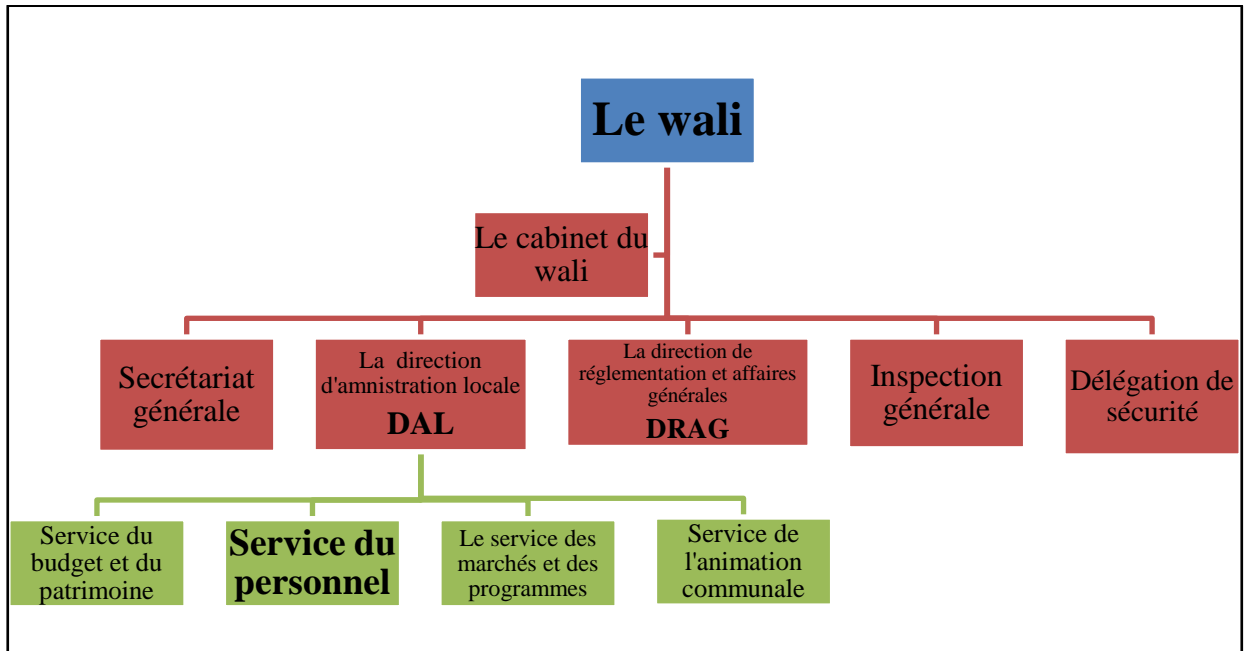 Le wali
Le cabinet du
wali
Secrétariat
générale
La direction
d'amnistration locale
DAL
La direction de
réglementation et affaires
générales
DRAG
Inspection
générale
Délégation de
sécurité
Service du
budget et du
patrimoine
Service du
personnel
Le service des
marchés et des
programmes
Service de
l'animation
communale